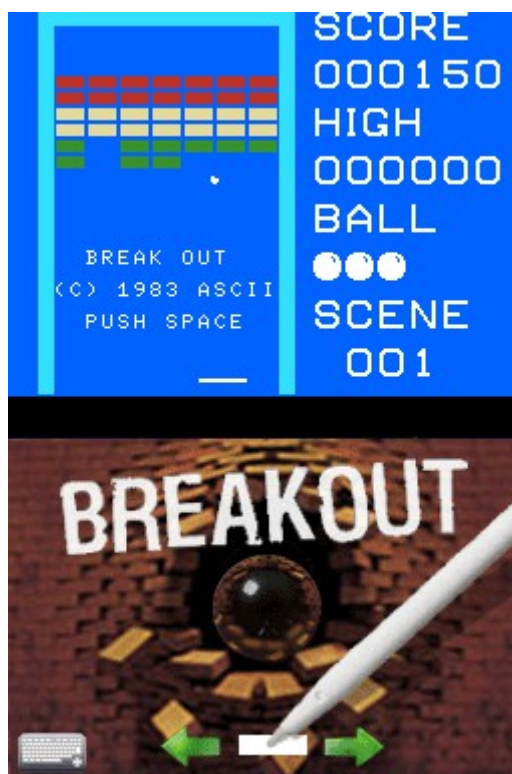 SCORE
000150
HIGH
000000
BALL
SCENE
001
BREAK OUT
(C) 1983 ASCII
PUSH SPACE
BREAKOUT